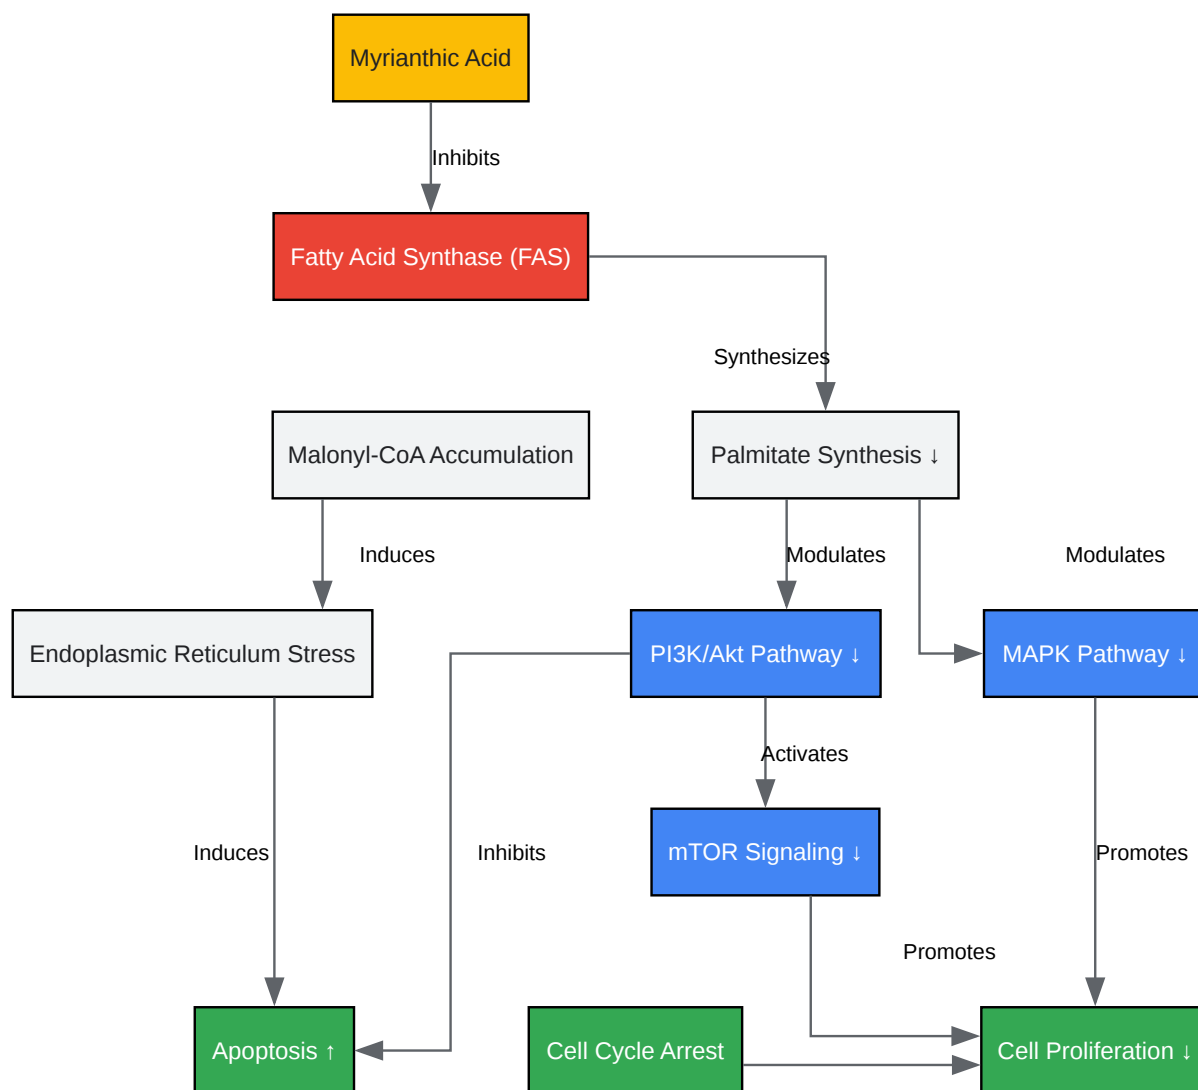 Myrianthic Acid
Inhibits
Fatty Acid Synthase (FAS)
Synthesizes
Malonyl-CoA Accumulation
Palmitate Synthesis ↓
Induces
Modulates
Modulates
Endoplasmic Reticulum Stress
PI3K/Akt Pathway ↓
MAPK Pathway ↓
Activates
Induces
Inhibits
mTOR Signaling ↓
Promotes
Promotes
Apoptosis ↑
Cell Cycle Arrest
Cell Proliferation ↓